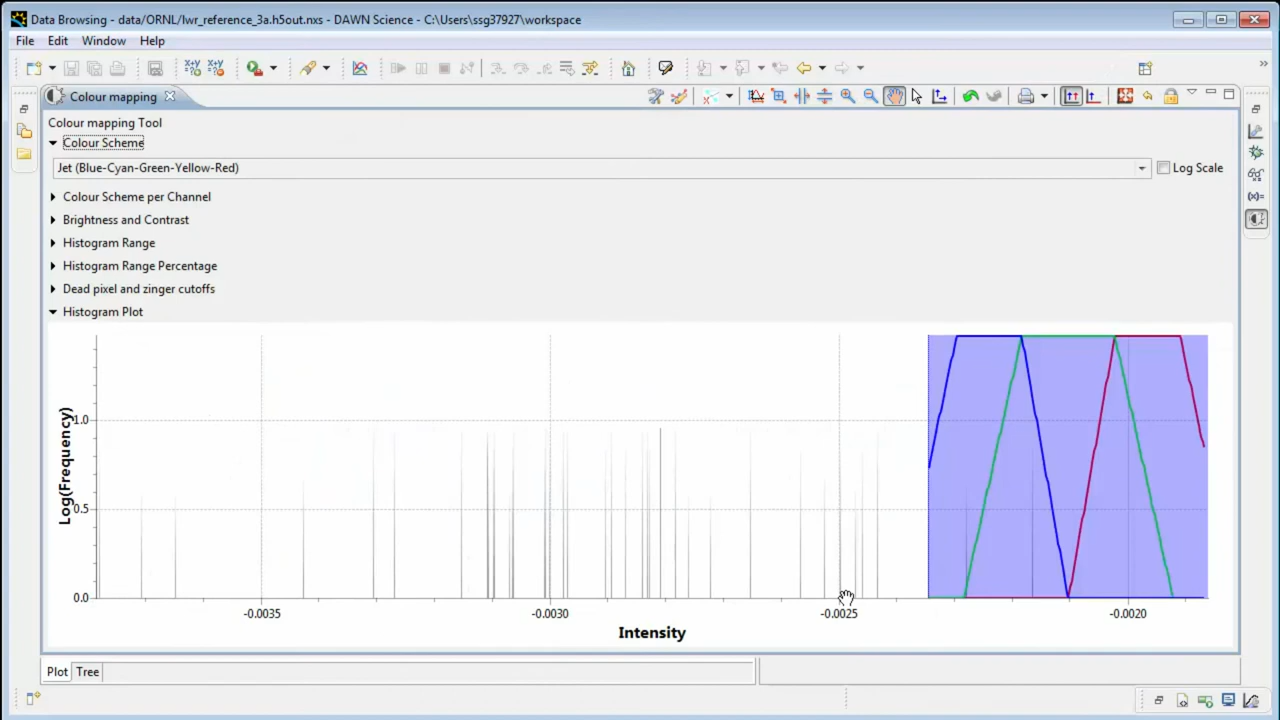 Data Browsing - data/ORNL/lwr_reference_3a.h5out.nxs - DAWN Science - C:\Users\ssg37927\workspace
File Edit Window Help
Colour mapping
Colour mapping Tool
Colour Scheme
Jet (Blue-Cyan-Green-Yellow-Red) Log Scale
Colour Scheme per Channel
Brightness and Contrast
Histogram Range
Histogram Range Percentage
Dead pixel and zinger cutoffs
Histogram Plot
Log(Frequency)
1.0
0.5
0.0
-0.0035 -0.0030 -0.0025 -0.0020
Intensity
Plot Tree